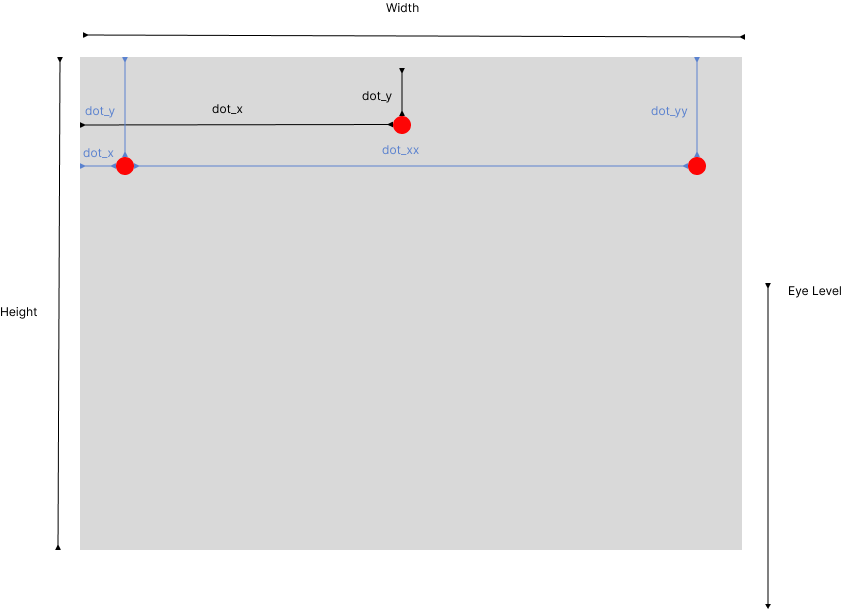 Width
dot_y
dot_x
dot_y
dot_yy
dot_x
dot_xx
Eye Level
Height